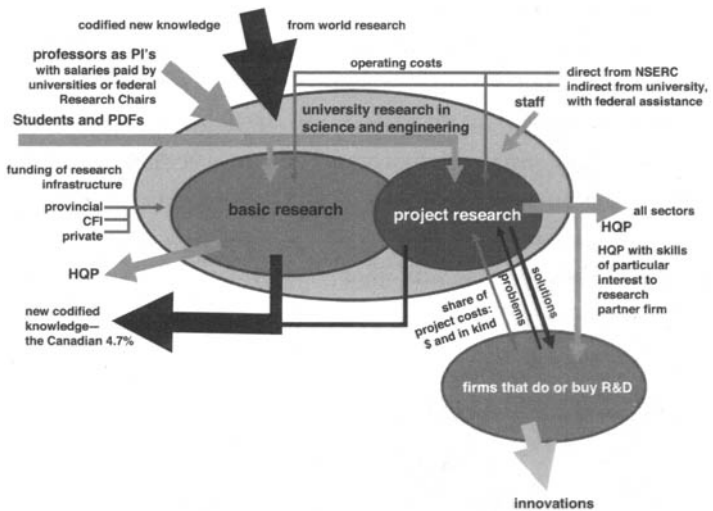 codified new knowledge
from world research
professors as PI's
with salaries paid by
universities or federal
Research Chairs
operating costs
direct from NSERC
indirect from university,
with federal assistance
staff
Students and PDFs
university research in
science and engineering
funding of research
infrastructure
provincial
CFI
private
basic research
project research
all sectors
HQP
HQP with skills
of particular
interest to
research
partner firm
HQP
new codified
knowledge—
the Canadian 4.7%
share of
project costs:
$ and in kind
problems
solutions
firms that do or buy R&D
innovations